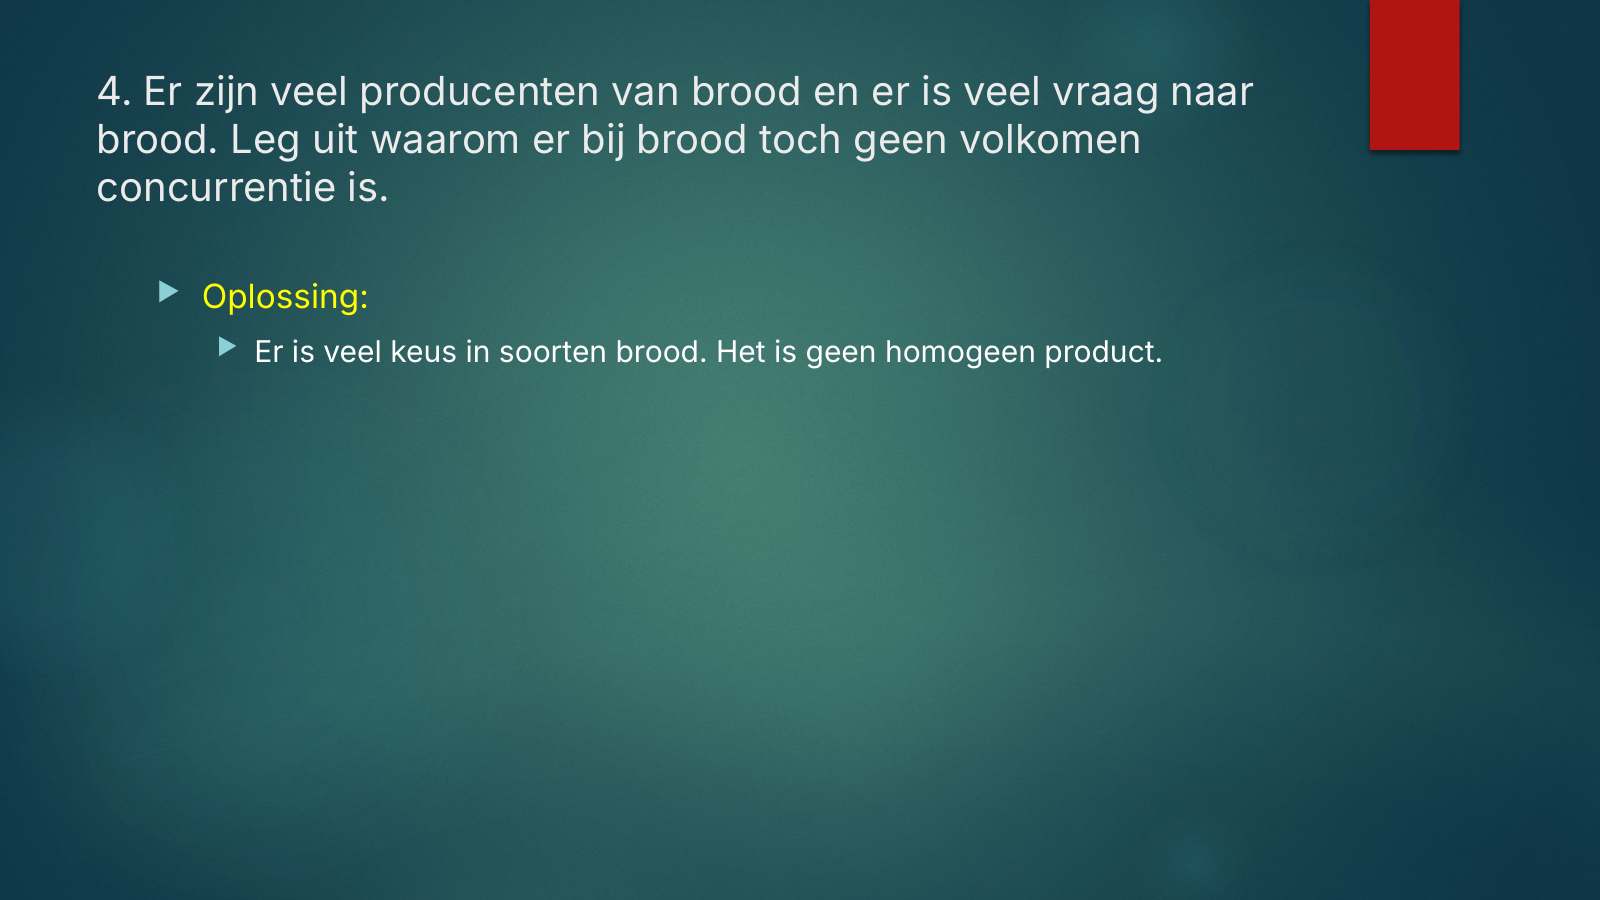 4. Er zijn veel producenten van brood en er is veel vraag naar
brood. Leg uit waarom er bij brood toch geen volkomen
concurrentie is.
Oplossing:
Er is veel keus in soorten brood. Het is geen homogeen product.